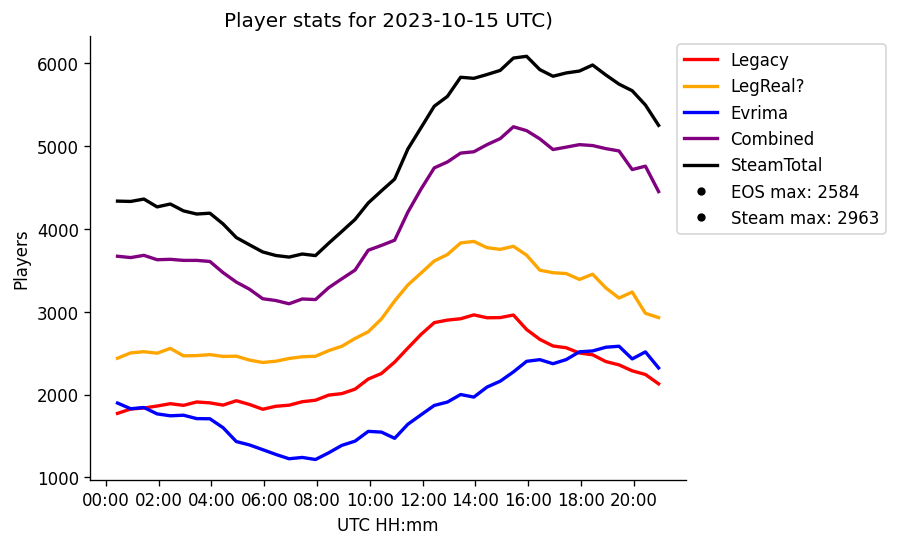 Player stats for 2023-10-15 UTC)
Legacy
LegReal?
Evrima
Combined
SteamTotal
EOS max: 2584
Steam max: 2963
Players
6000
5000
4000
3000
2000
1000
00:00 02:00 04:00 06:00 08:00 10:00 12:00 14:00 16:00 18:00 20:00
UTC HH:mm